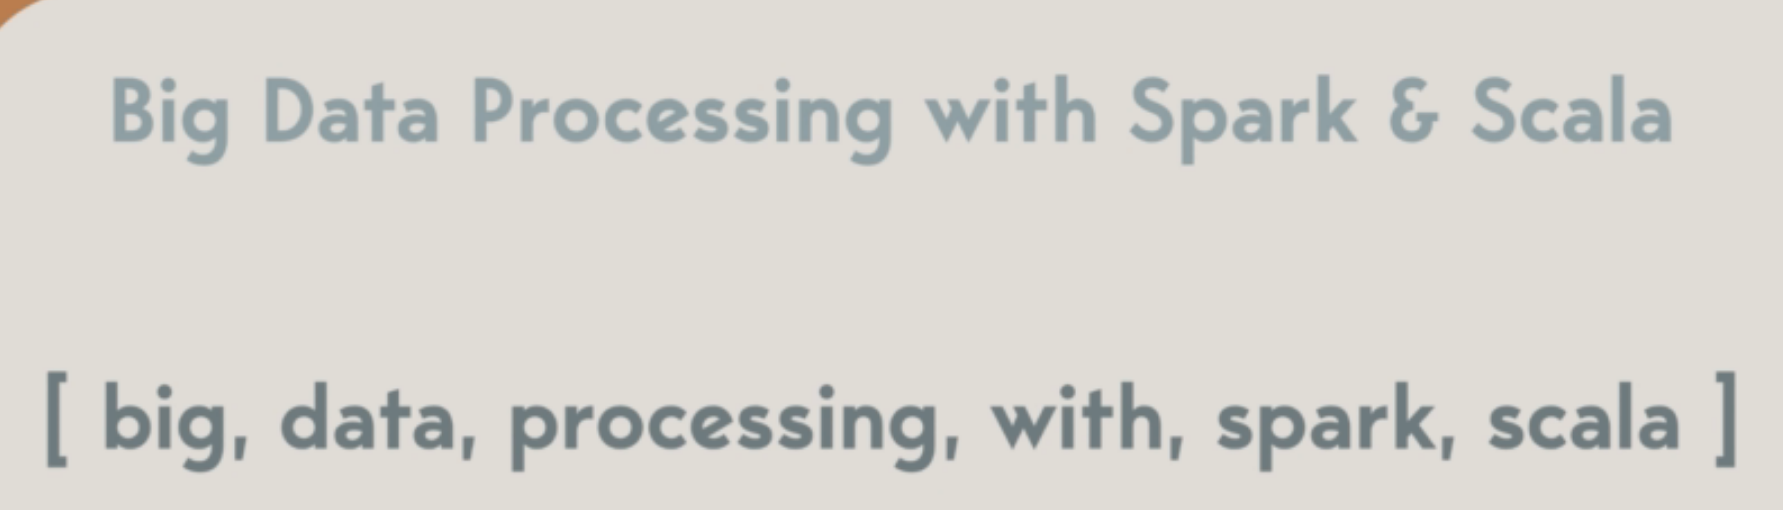 Big Data Processing with Spark & Scala
[ big, data, processing, with, spark, scala ]